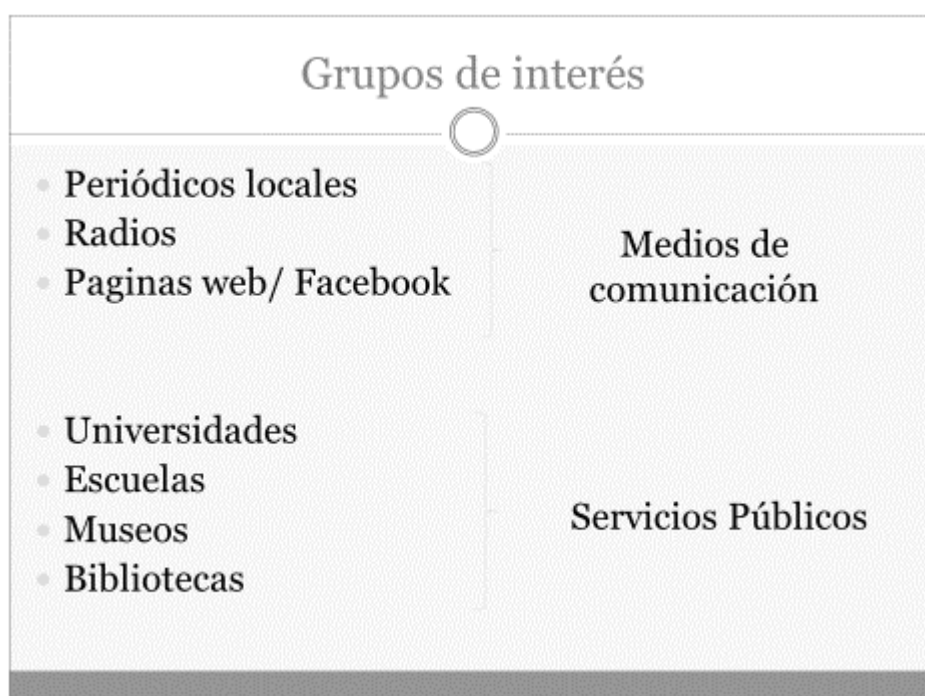 Grupos de interés
Periódicos locales
Radios
Paginas web/ Facebook
Medios de
comunicación
Universidades
Escuelas
Museos
Bibliotecas
Servicios Públicos